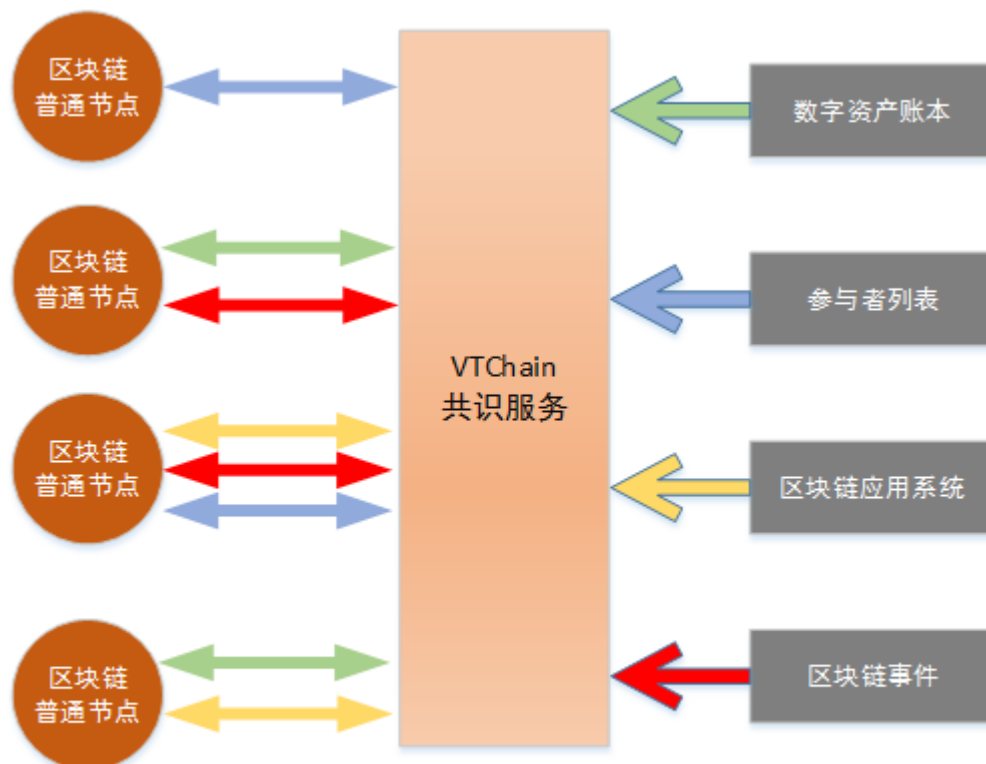 区块链
普通节点
区块链
普通节点
区块链
普通节点
区块链
普通节点
VTChain
共识服务
数字资产账本
参与者列表
区块链应用系统
区块链事件